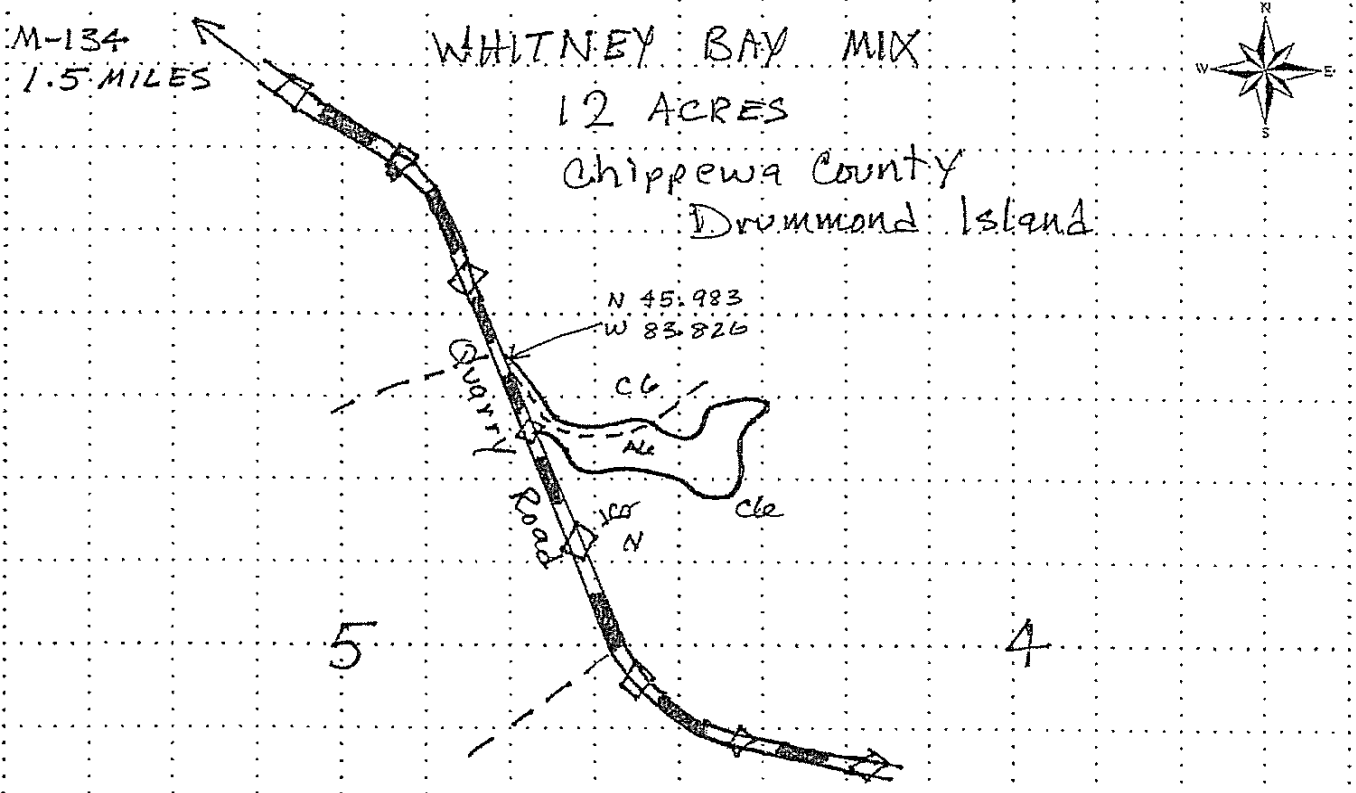 M-134
1.5 MILES
WHITNEY BAY MIX
12 ACRES
Chippewa County
Drummond Island
N
W E
S
N 45.983
W 83.826
Quarry Road
C6
A6
C6
N
5
4